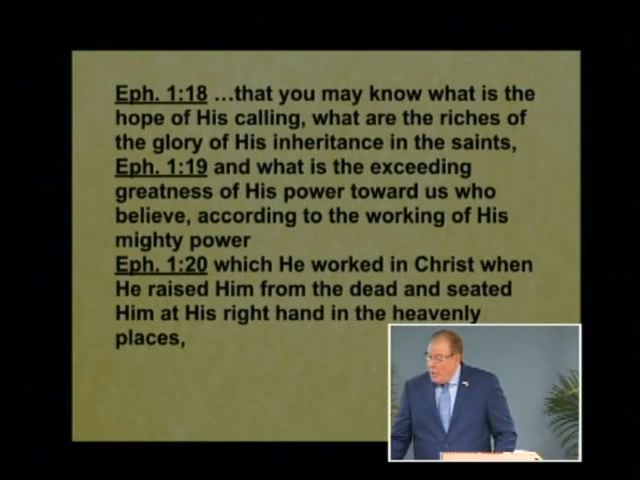 Eph. 1:18 ...that you may know what is the
hope of His calling, what are the riches of
the glory of His inheritance in the saints,
Eph. 1:19 and what is the exceeding
greatness of His power toward us who
believe, according to the working of His
mighty power
Eph. 1:20 which He worked in Christ when
He raised Him from the dead and seated
Him at His right hand in the heavenly
places,